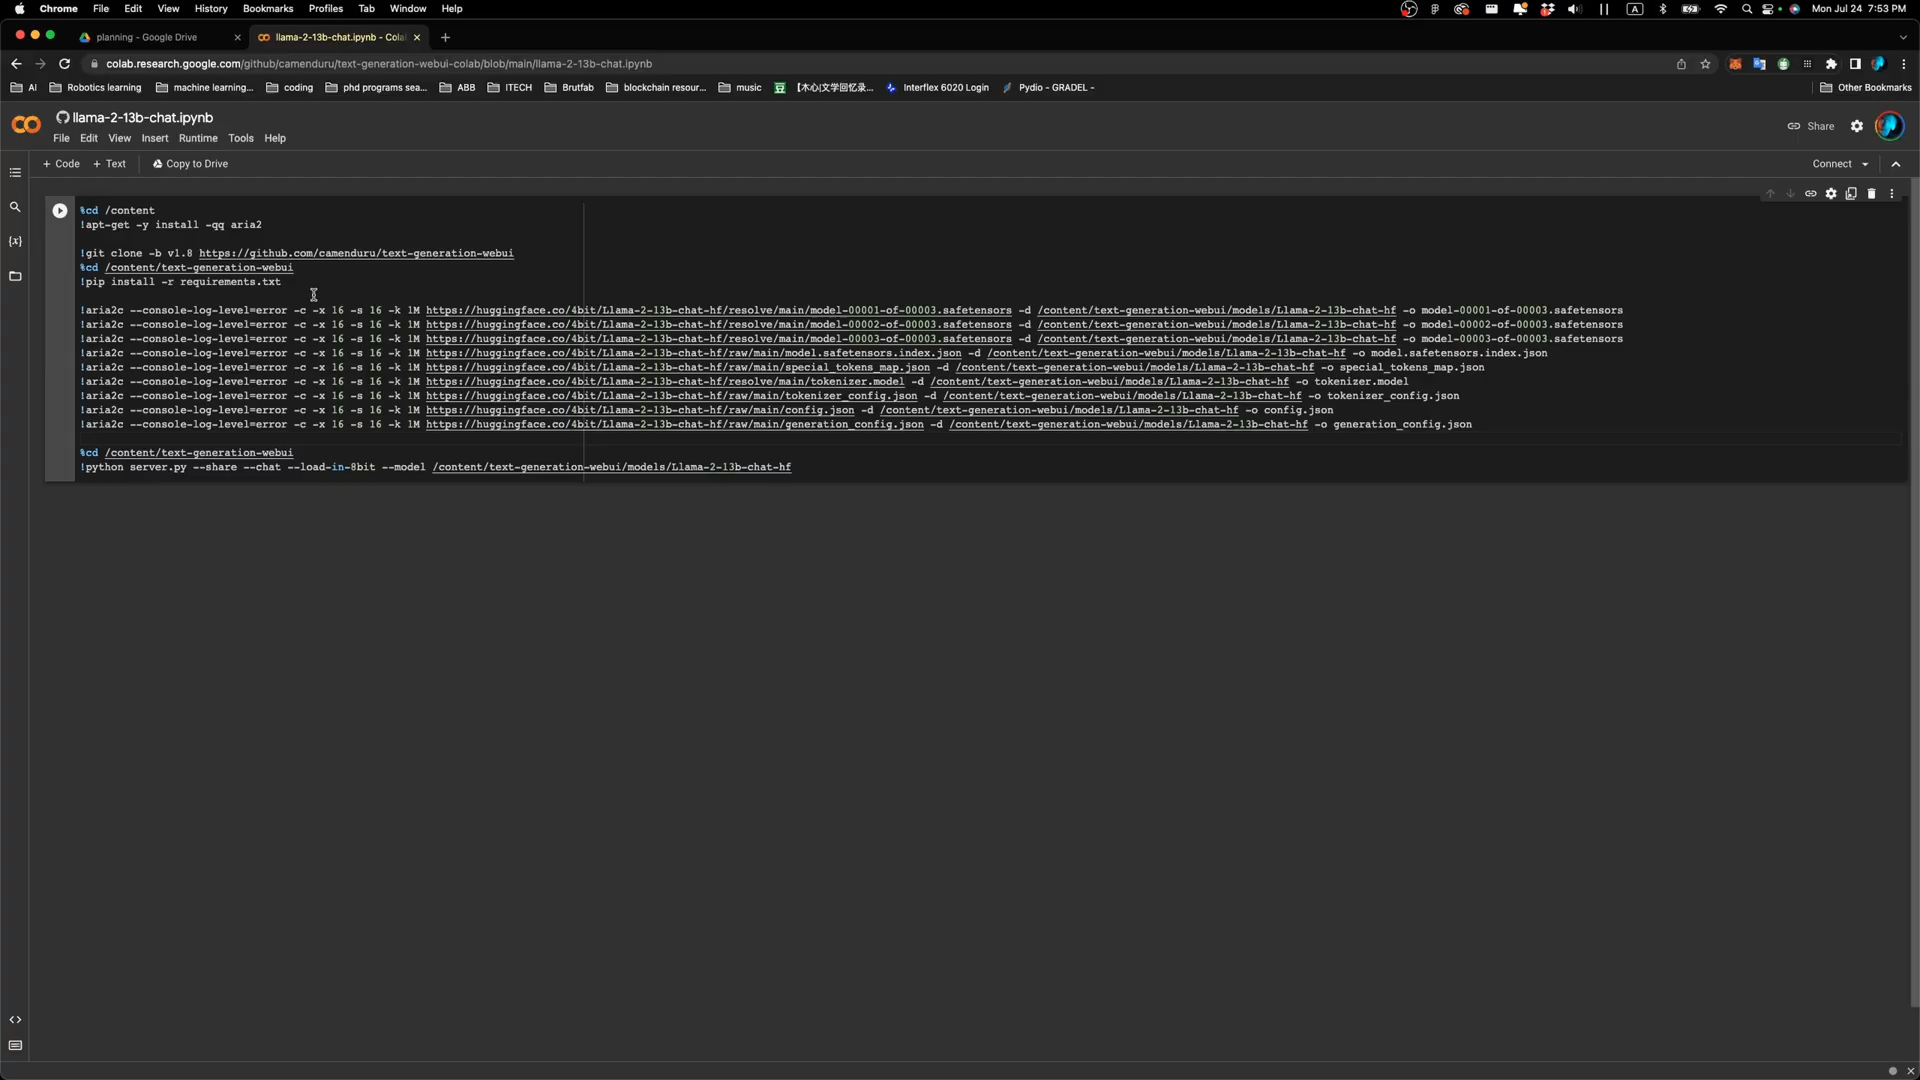 Chrome File Edit View History Bookmarks Profiles Tab Window Help
A
Mon Jul 24 7:53 PM
planning - Google Drive
llama-2-13b-chat.ipynb - Cola
colab.research.google.com/github/camenduru/text-generation-webui-colab/blob/main/llama-2-13b-chat.ipynb
AI Robotics learning machine learning... coding phd programs sea... ABB ITECH Brutfab blockchain resour... music 【木心|文学回忆录... Interflex 6020 Login Pydio - GRADEL - Other Bookmarks
llama-2-13b-chat.ipynb
File Edit View Insert Runtime Tools Help
Share
+ Code + Text Copy to Drive
Connect
%cd /content
!apt-get -y install -qq aria2
!git clone -b v1.8 https://github.com/camenduru/text-generation-webui
%cd /content/text-generation-webui
!pip install -r requirements.txt
!aria2c --console-log-level=error -c -x 16 -s 16 -k 1M https://huggingface.co/4bit/Llama-2-13b-chat-hf/resolve/main/model-00001-of-00003.safetensors -d /content/text-generation-webui/models/Llama-2-13b-chat-hf -o model-00001-of-00003.safetensors
!aria2c --console-log-level=error -c -x 16 -s 16 -k 1M https://huggingface.co/4bit/Llama-2-13b-chat-hf/resolve/main/model-00002-of-00003.safetensors -d /content/text-generation-webui/models/Llama-2-13b-chat-hf -o model-00002-of-00003.safetensors
!aria2c --console-log-level=error -c -x 16 -s 16 -k 1M https://huggingface.co/4bit/Llama-2-13b-chat-hf/resolve/main/model-00003-of-00003.safetensors -d /content/text-generation-webui/models/Llama-2-13b-chat-hf -o model-00003-of-00003.safetensors
!aria2c --console-log-level=error -c -x 16 -s 16 -k 1M https://huggingface.co/4bit/Llama-2-13b-chat-hf/raw/main/model.safetensors.index.json -d /content/text-generation-webui/models/Llama-2-13b-chat-hf -o model.safetensors.index.json
!aria2c --console-log-level=error -c -x 16 -s 16 -k 1M https://huggingface.co/4bit/Llama-2-13b-chat-hf/raw/main/special_tokens_map.json -d /content/text-generation-webui/models/Llama-2-13b-chat-hf -o special_tokens_map.json
!aria2c --console-log-level=error -c -x 16 -s 16 -k 1M https://huggingface.co/4bit/Llama-2-13b-chat-hf/resolve/main/tokenizer.model -d /content/text-generation-webui/models/Llama-2-13b-chat-hf -o tokenizer.model
!aria2c --console-log-level=error -c -x 16 -s 16 -k 1M https://huggingface.co/4bit/Llama-2-13b-chat-hf/raw/main/tokenizer_config.json -d /content/text-generation-webui/models/Llama-2-13b-chat-hf -o tokenizer_config.json
!aria2c --console-log-level=error -c -x 16 -s 16 -k 1M https://huggingface.co/4bit/Llama-2-13b-chat-hf/raw/main/config.json -d /content/text-generation-webui/models/Llama-2-13b-chat-hf -o config.json
!aria2c --console-log-level=error -c -x 16 -s 16 -k 1M https://huggingface.co/4bit/Llama-2-13b-chat-hf/raw/main/generation_config.json -d /content/text-generation-webui/models/Llama-2-13b-chat-hf -o generation_config.json
%cd /content/text-generation-webui
!python server.py --share --chat --load-in-8bit --model /content/text-generation-webui/models/Llama-2-13b-chat-hf